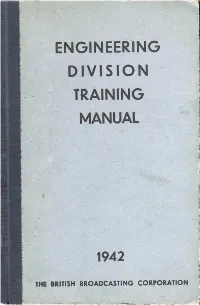 ENGINEERING
DIVISION
TRAINING
MANUAL
1942
THE BRITISH BROADCASTING CORPORATION